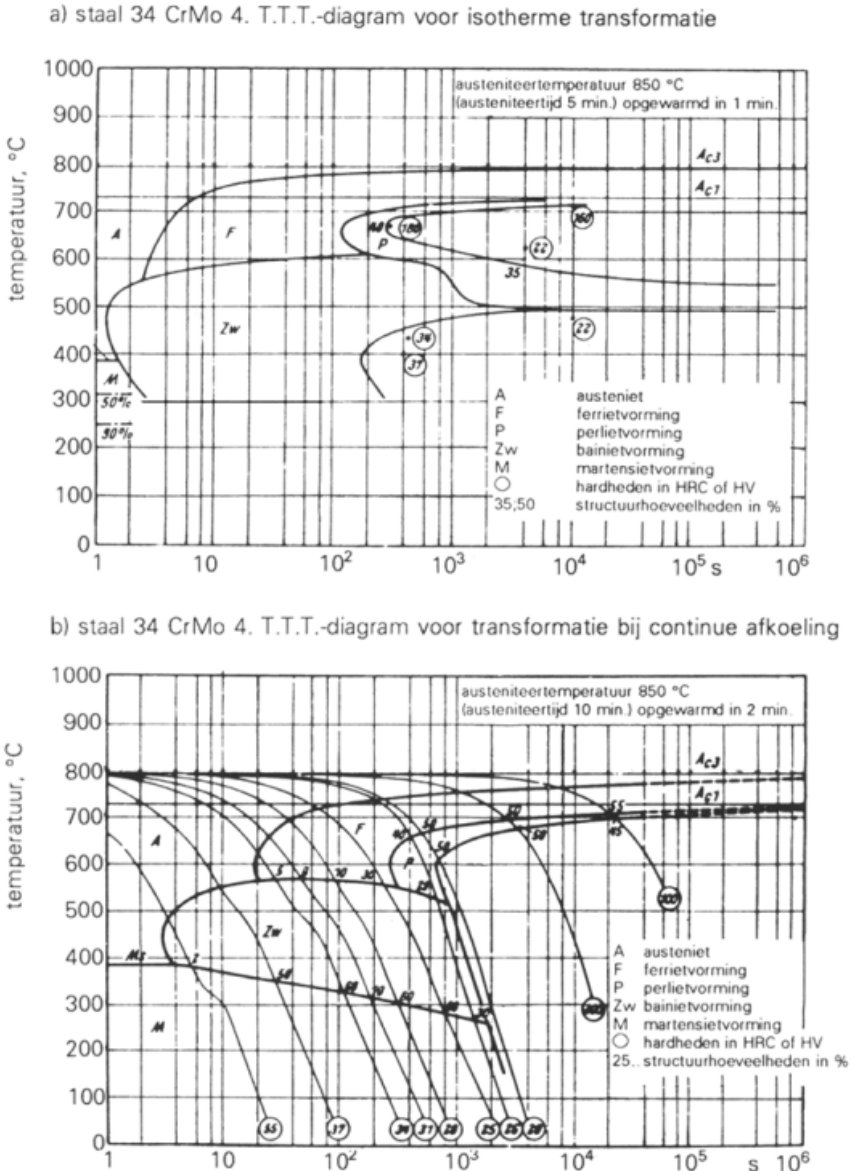 a) staal 34 CrMo 4. T.T.T.-diagram voor isotherme transformatie
temperatuur, °C
1000
900
800
700
600
500
400
300
200
100
0
austeniteertemperatuur 850 °C
(austeniteertijd 5 min.) opgewarmd in 1 min.
Ac3
Ac1
A
F
P
180
160
22
35
Zw
34
37
22
M
50%
90%
A austeniet
F ferrietvorming
P perlietvorming
Zw bainietvorming
M martensietvorming
○ hardheden in HRC of HV
35;50 structuurhoeveelheden in %
1 10 10² 10³ 10⁴ 10⁵ s 10⁶
b) staal 34 CrMo 4. T.T.T.-diagram voor transformatie bij continue afkoeling
temperatuur, °C
1000
900
800
700
600
500
400
300
200
100
0
austeniteertemperatuur 850 °C
(austeniteertijd 10 min.) opgewarmd in 2 min.
Ac3
Ac1
A
F
P
Zw
Ms
M
A austeniet
F ferrietvorming
P perlietvorming
Zw bainietvorming
M martensietvorming
○ hardheden in HRC of HV
25.. structuurhoeveelheden in %
55 37 34 31 28 25 26 28
1 10 10² 10³ 10⁴ 10⁵ s 10⁶